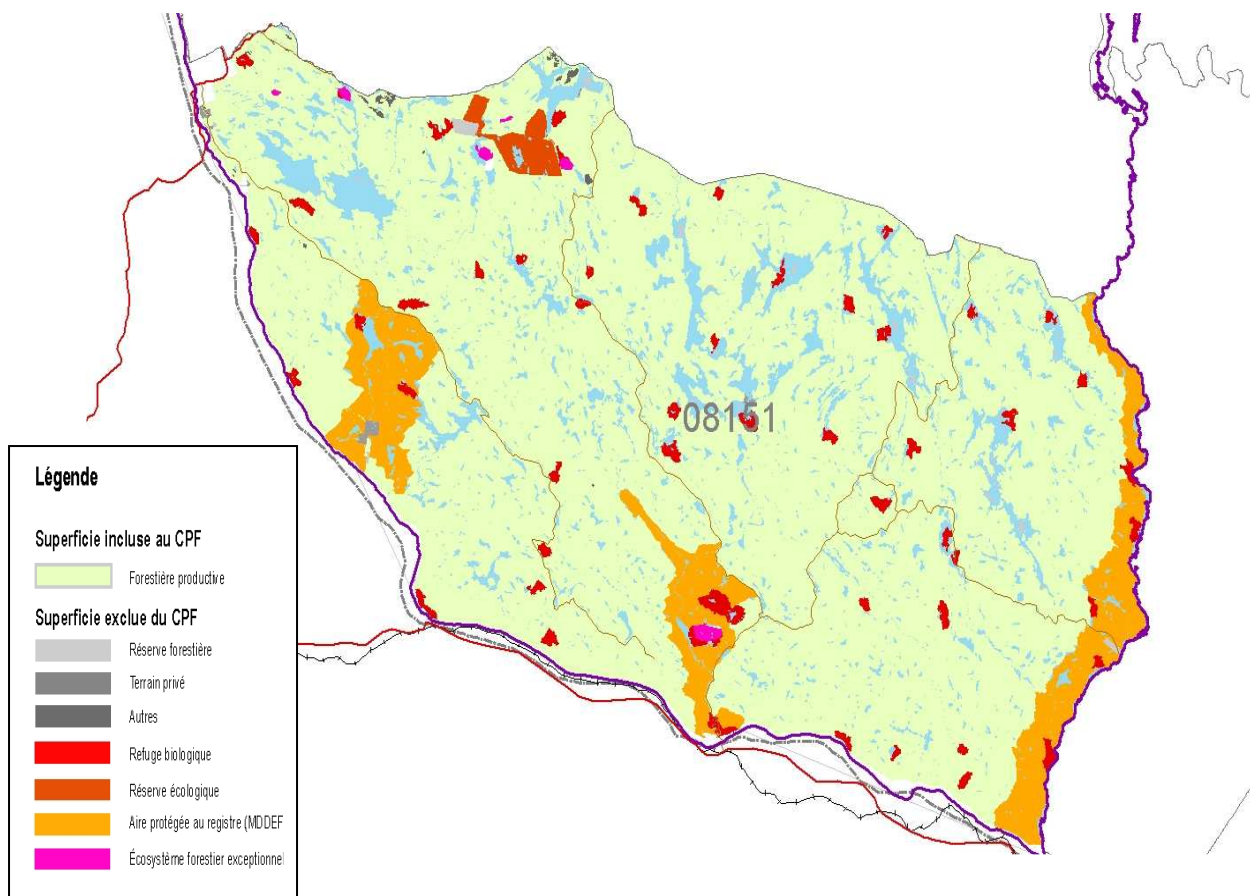 08151
Légende
Superficie incluse au CPF
Forestière productive
Superficie exclue du CPF
Réserve forestière
Terrain privé
Autres
Refuge biologique
Réserve écologique
Aire protégée au registre (MDDEF
Écosystème forestier exceptionnel